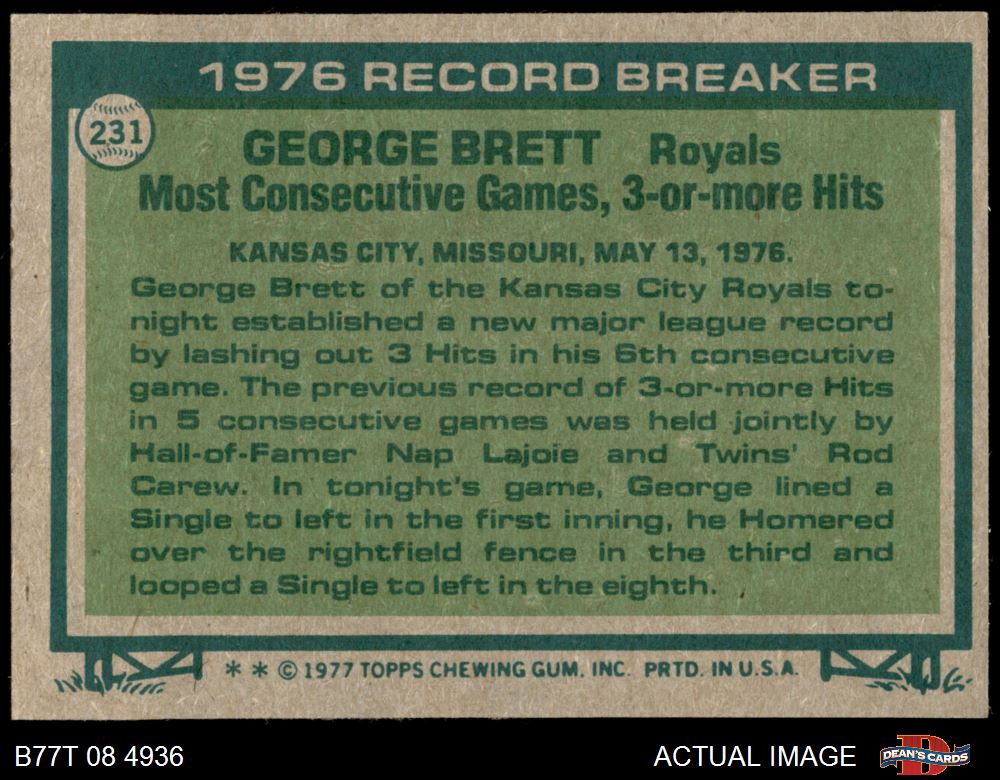 1976 RECORD BREAKER
231
GEORGE BRETT Royals
Most Consecutive Games, 3-or-more Hits
KANSAS CITY, MISSOURI, MAY 13, 1976.
George Brett of the Kansas City Royals to-
night established a new major league record
by lashing out 3 Hits in his 6th consecutive
game. The previous record of 3-or-more Hits
in 5 consecutive games was held jointly by
Hall-of-Famer Nap Lajoie and Twins' Rod
Carew. In tonight's game, George lined a
Single to left in the first inning, he Homered
over the rightfield fence in the third and
looped a Single to left in the eighth.
* * © 1977 TOPPS CHEWING GUM. INC. PRTD. IN U.S.A.
B77T 08 4936 ACTUAL IMAGE DEAN'S CARDS